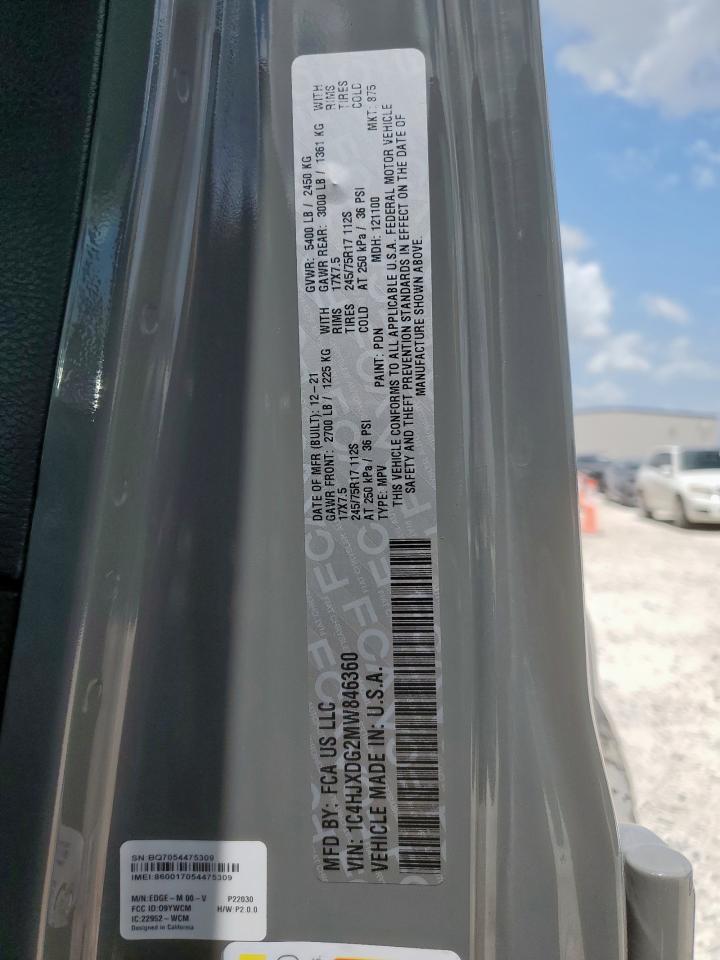 MFD BY: FCA US LLC
DATE OF MFR (BUILT): 12-21
GVWR: 5400 LB / 2450 KG
GAWR FRONT: 2700 LB / 1225 KG WITH
GAWR REAR: 3000 LB / 1361 KG WITH
17X7.5 RIMS
17X7.5 RIMS
245/75R17 112S TIRES
245/75R17 112S TIRES
AT 250 kPa / 36 PSI COLD
AT 250 kPa / 36 PSI COLD
TYPE: MPV PAINT: PDN MDH: 121100 MKT: 875
VIN: 1C4HJXDG2MW846360
VEHICLE MADE IN: U.S.A.
THIS VEHICLE CONFORMS TO ALL APPLICABLE U.S.A. FEDERAL MOTOR VEHICLE
SAFETY AND THEFT PREVENTION STANDARDS IN EFFECT ON THE DATE OF
MANUFACTURE SHOWN ABOVE.
SN:BQ7054475309
IMEI:860017054475309
M/N:EDGE-M 00-V P22030
FCC ID:O9YWCM H/W:P2.0.0
IC:22952-WCM
Designed in California